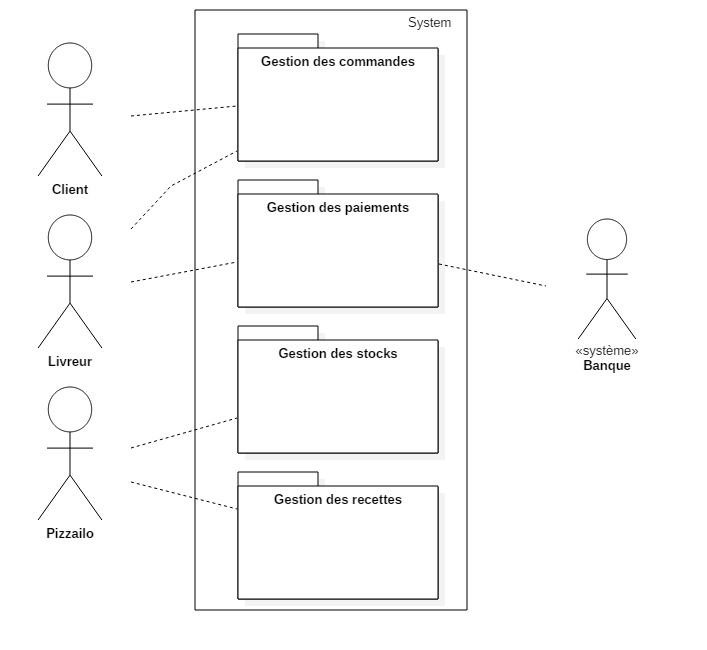 System
Gestion des commandes
Client
Gestion des paiements
Livreur
«système»
Banque
Gestion des stocks
Gestion des recettes
Pizzailo